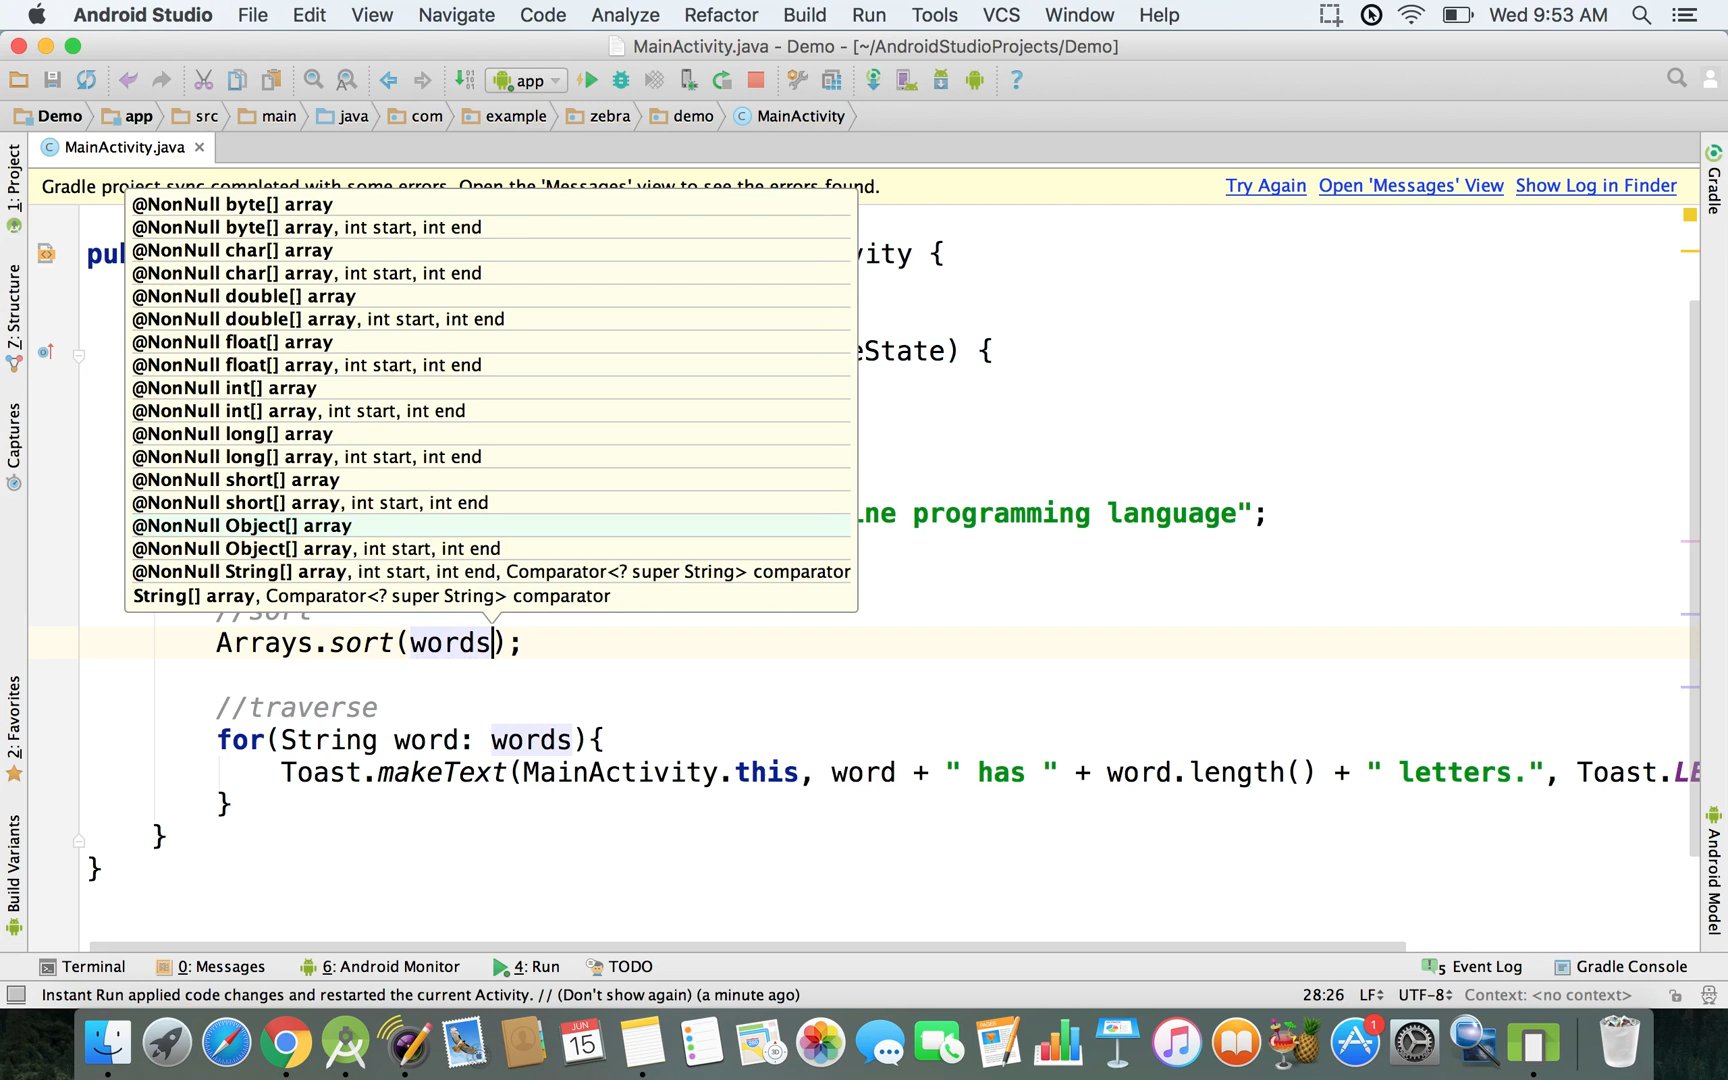 Android Studio File Edit View Navigate Code Analyze Refactor Build Run Tools VCS Window Help Wed 9:53 AM
MainActivity.java - Demo - [~/AndroidStudioProjects/Demo]
app
Demo app src main java com example zebra demo MainActivity
MainActivity.java
Gradle project sync completed with some errors. Open the 'Messages' view to see the errors found. Try Again Open 'Messages' View Show Log in Finder
@NonNull byte[] array
@NonNull byte[] array, int start, int end
@NonNull char[] array
@NonNull char[] array, int start, int end
@NonNull double[] array
@NonNull double[] array, int start, int end
@NonNull float[] array
@NonNull float[] array, int start, int end
@NonNull int[] array
@NonNull int[] array, int start, int end
@NonNull long[] array
@NonNull long[] array, int start, int end
@NonNull short[] array
@NonNull short[] array, int start, int end
@NonNull Object[] array
@NonNull Object[] array, int start, int end
@NonNull String[] array, int start, int end, Comparator<? super String> comparator
String[] array, Comparator<? super String> comparator
pu vity {
eState) {
ine programming language";
//sort
Arrays.sort(words);
//traverse
for(String word: words){
Toast.makeText(MainActivity.this, word + " has " + word.length() + " letters.", Toast.LE
}
}
}
1: Project
7: Structure
Captures
2: Favorites
Build Variants
Gradle
Android Model
Terminal 0: Messages 6: Android Monitor 4: Run TODO 5 Event Log Gradle Console
Instant Run applied code changes and restarted the current Activity. // (Don't show again) (a minute ago) 28:26 LF UTF-8 Context: <no context>
JUN
15
1